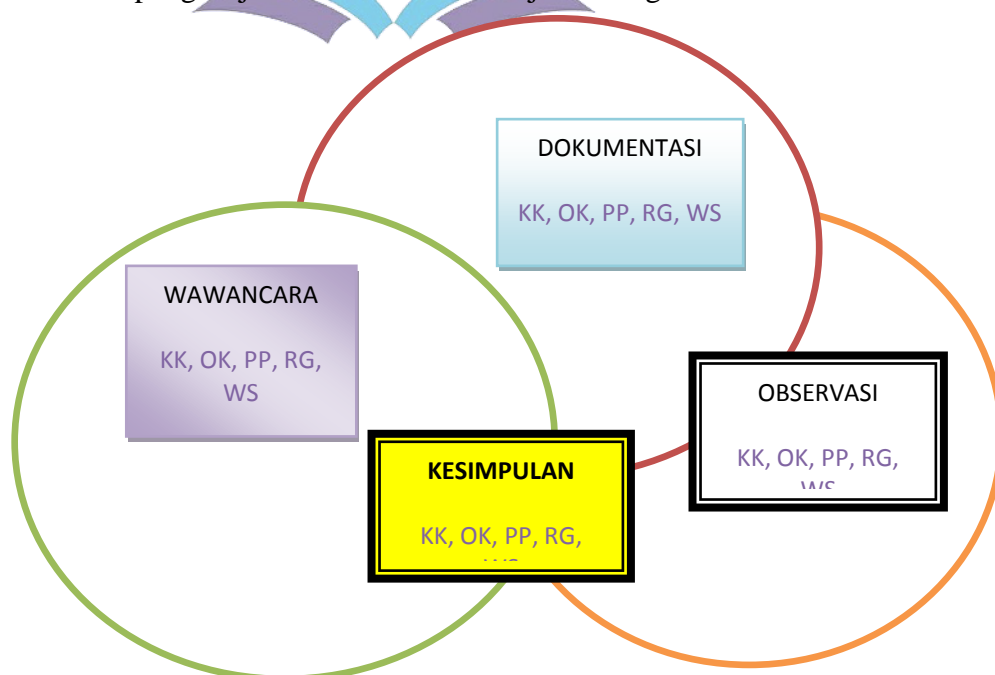 DOKUMENTASI
KK, OK, PP, RG, WS
WAWANCARA
KK, OK, PP, RG,
WS
OBSERVASI
KK, OK, PP, RG,
WS
KESIMPULAN
KK, OK, PP, RG,